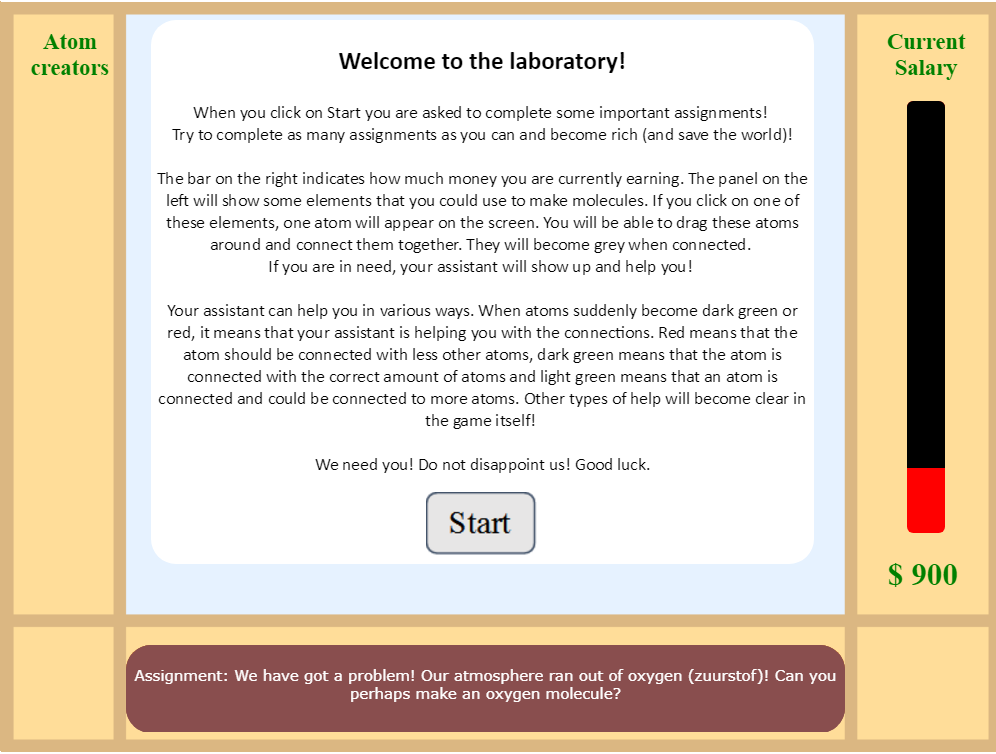 Atom
creators
Welcome to the laboratory!
When you click on Start you are asked to complete some important assignments!
Try to complete as many assignments as you can and become rich (and save the world)!
The bar on the right indicates how much money you are currently earning. The panel on the
left will show some elements that you could use to make molecules. If you click on one of
these elements, one atom will appear on the screen. You will be able to drag these atoms
around and connect them together. They will become grey when connected.
If you are in need, your assistant will show up and help you!
Your assistant can help you in various ways. When atoms suddenly become dark green or
red, it means that your assistant is helping you with the connections. Red means that the
atom should be connected with less other atoms, dark green means that the atom is
connected with the correct amount of atoms and light green means that an atom is
connected and could be connected to more atoms. Other types of help will become clear in
the game itself!
We need you! Do not disappoint us! Good luck.
Start
Current
Salary
$ 900
Assignment: We have got a problem! Our atmosphere ran out of oxygen (zuurstof)! Can you
perhaps make an oxygen molecule?